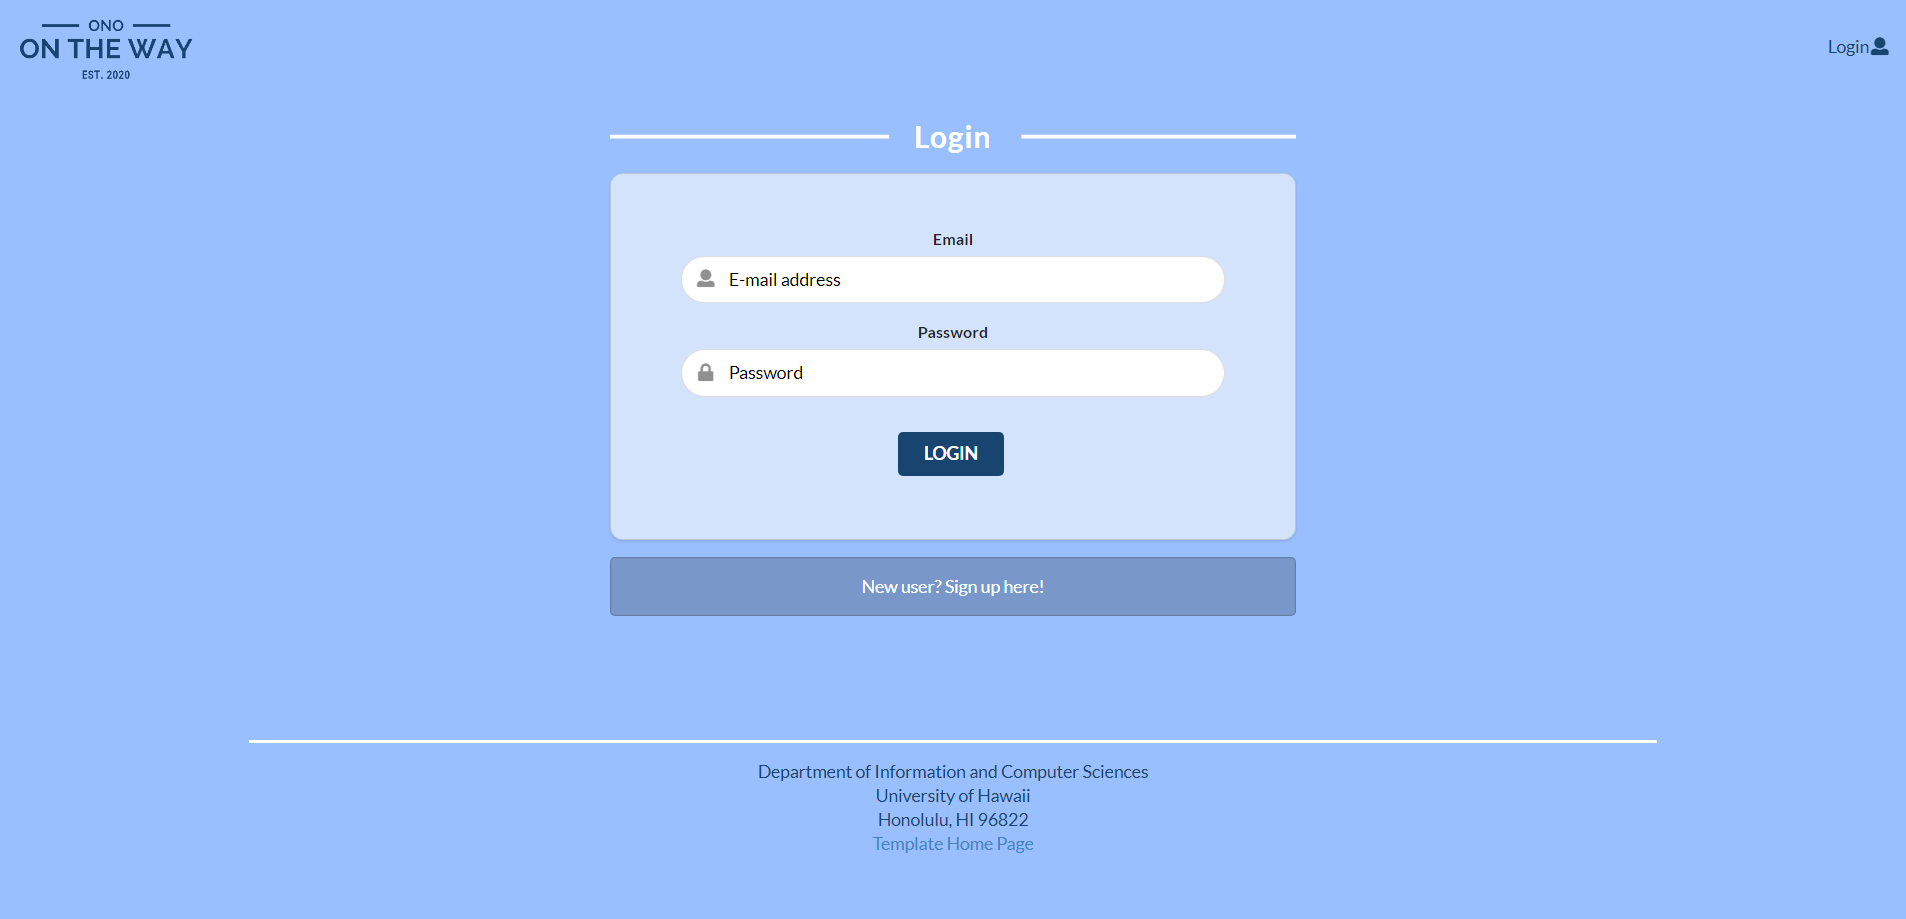 ONO
ON THE WAY
EST. 2020
Login
Login
Email
E-mail address
Password
Password
LOGIN
New user? Sign up here!
Department of Information and Computer Sciences
University of Hawaii
Honolulu, HI 96822
Template Home Page